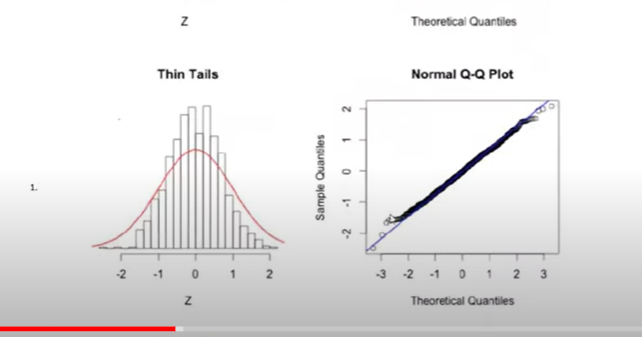 Z Theoretical Quantiles
Thin Tails Normal Q-Q Plot
1.
Sample Quantiles
2
1
0
-1
-2
-2 -1 0 1 2
-3 -2 -1 0 1 2 3
Z Theoretical Quantiles